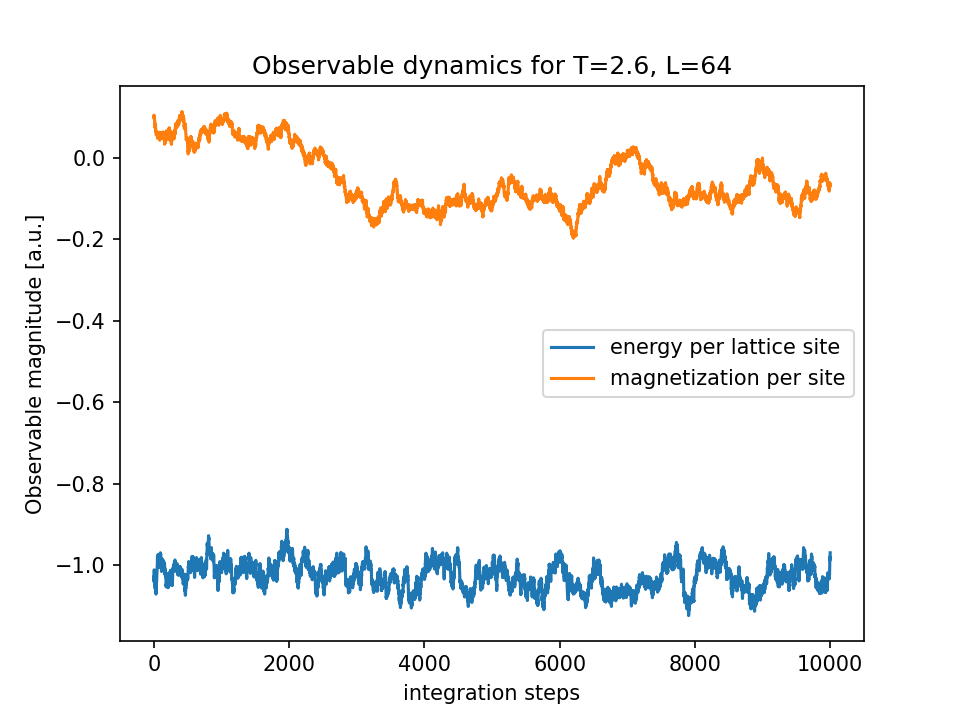 Observable dynamics for T=2.6, L=64
Observable magnitude [a.u.]
0.0
−0.2
−0.4
−0.6
−0.8
−1.0
energy per lattice site
magnetization per site
0 2000 4000 6000 8000 10000
integration steps